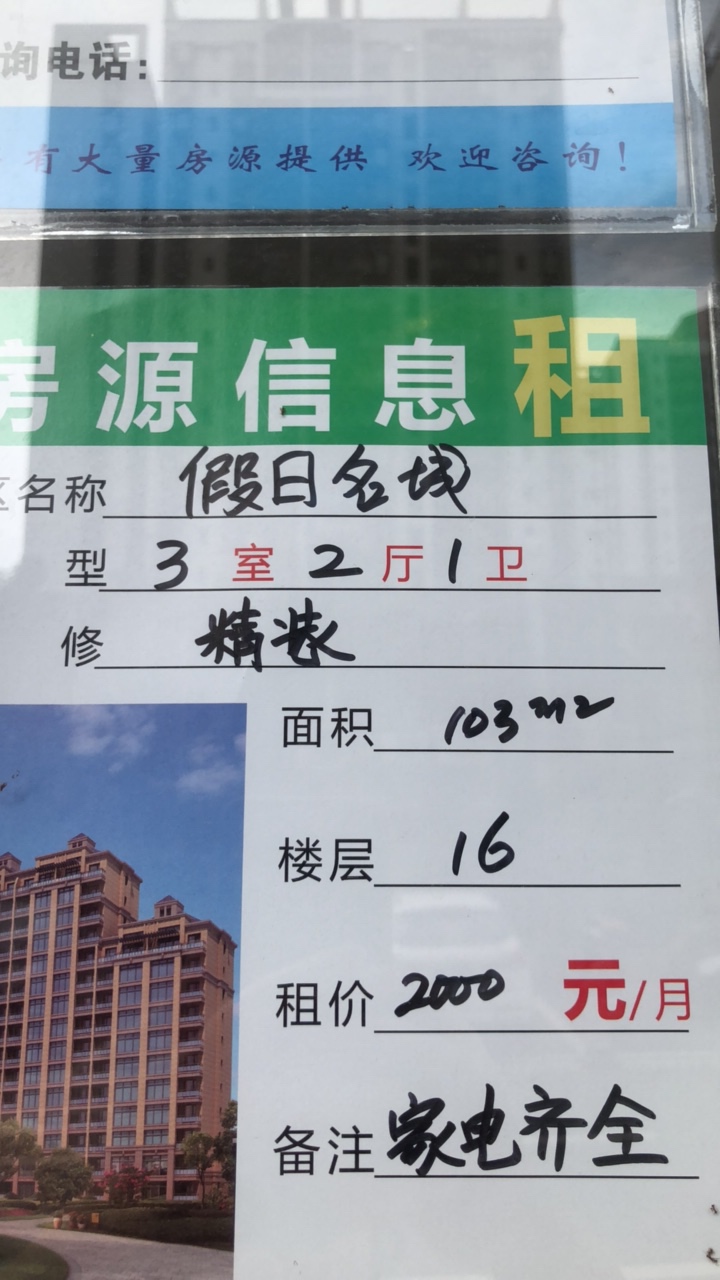 询电话:
有大量房源提供 欢迎咨询!
房源信息租
区名称 假日名城
型 3 室 2 厅 1 卫
修 精装
面积 103m2
楼层 16
租价 2000 元/月
备注 家电齐全